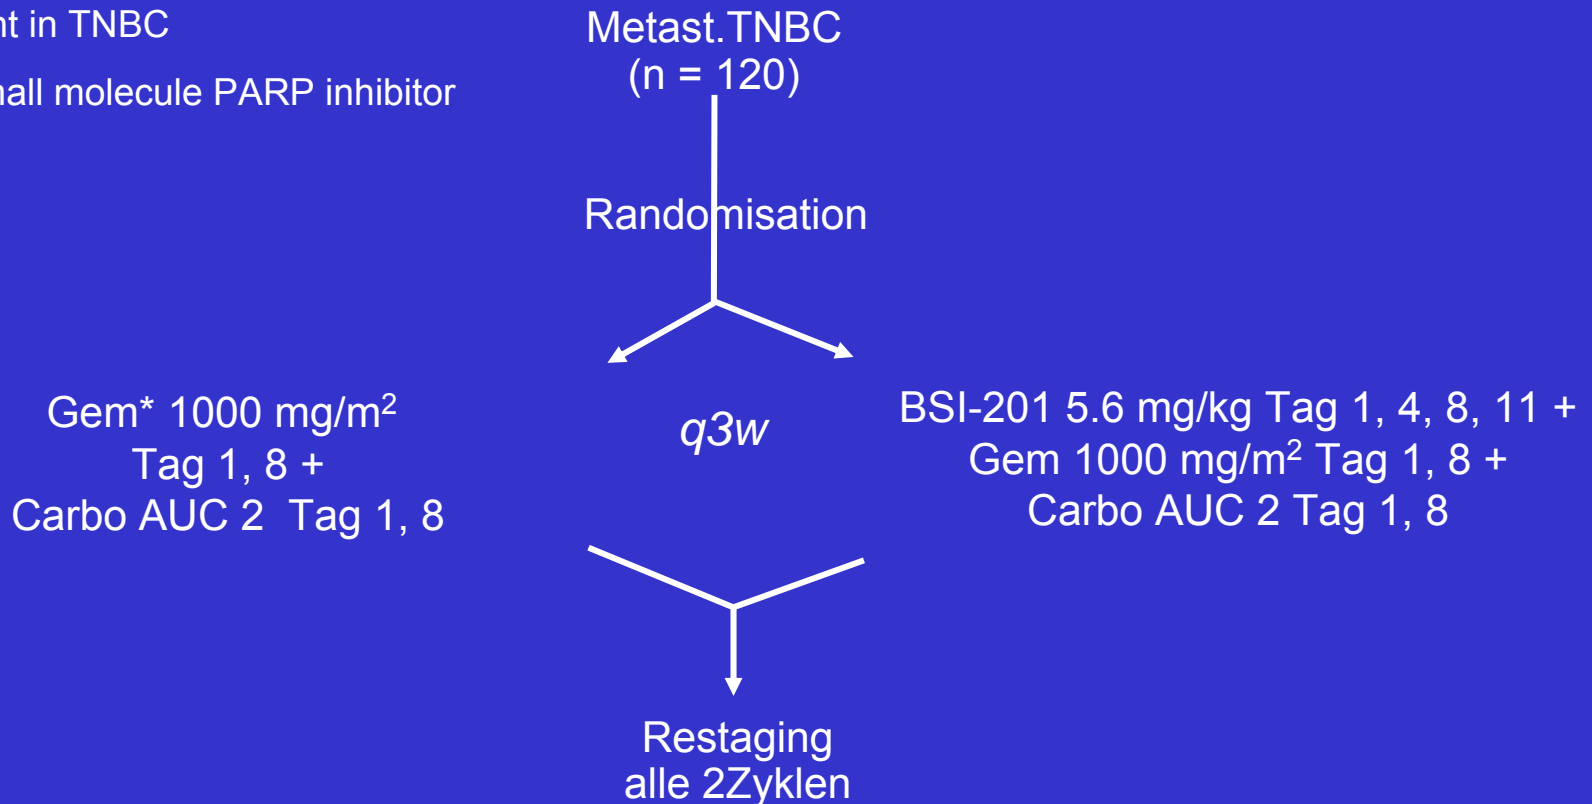 nt in TNBC
nall molecule PARP inhibitor
Metast.TNBC
(n = 120)
Randomisation
Gem* 1000 mg/m²
Tag 1, 8 +
Carbo AUC 2 Tag 1, 8
q3w
BSI-201 5.6 mg/kg Tag 1, 4, 8, 11 +
Gem 1000 mg/m² Tag 1, 8 +
Carbo AUC 2 Tag 1, 8
Restaging
alle 2Zyklen